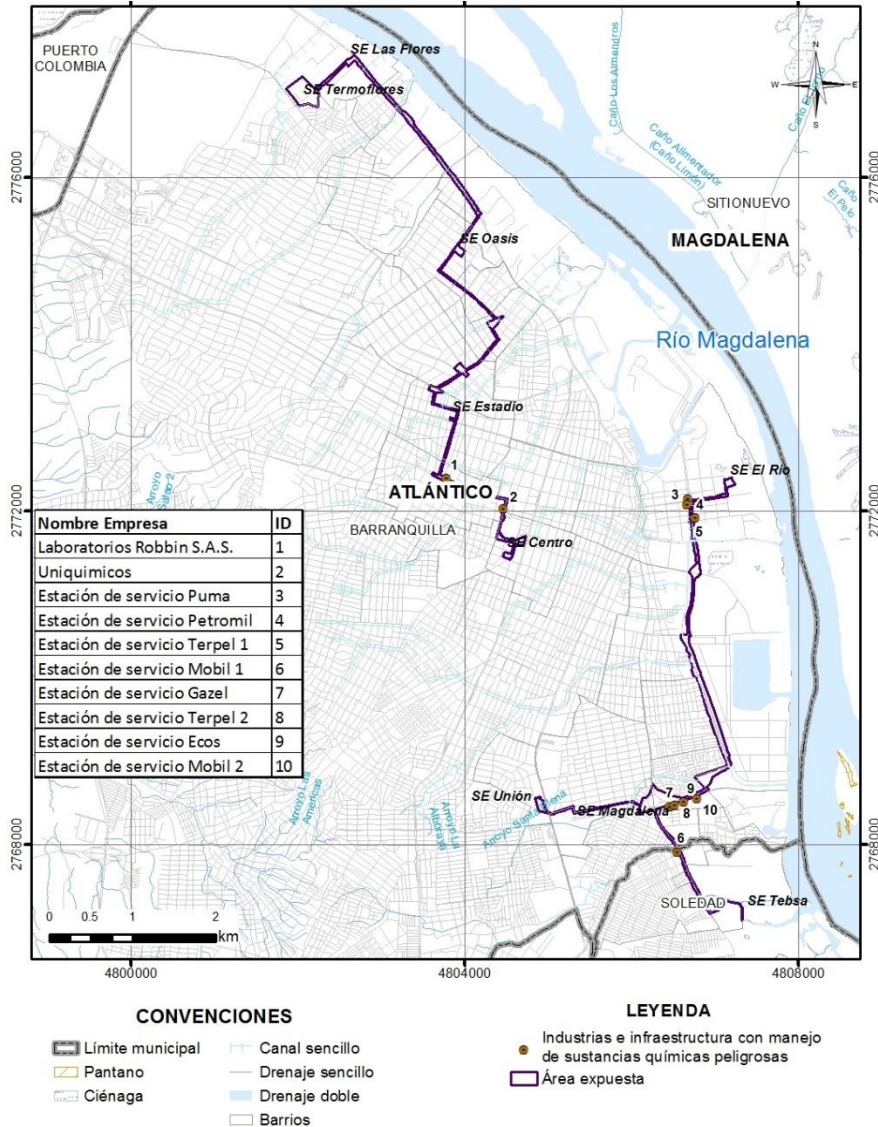 PUERTO
COLOMBIA
SE Las Flores
SE Termoflores
Caño Los Almendros
N
W E
S
Caño Alimentador
(Caño Limón)
Caño
El Pelo
2776000
2776000
SITIONUEVO
SE Oasis
MAGDALENA
Río Magdalena
SE Estadio
1
SE El Río
ATLÁNTICO
2
3
4
5
2772000
2772000
BARRANQUILLA
SE Centro
Nombre Empresa ID
Laboratorios Robbin S.A.S. 1
Uniquimicos 2
Estación de servicio Puma 3
Estación de servicio Petromil 4
Estación de servicio Terpel 1 5
Estación de servicio Mobil 1 6
Estación de servicio Gazel 7
Estación de servicio Terpel 2 8
Estación de servicio Ecos 9
Estación de servicio Mobil 2 10
Arroyo Las
Américas
Arroyo La
SE Unión
SE Magdalena
7
9
8
10
6
2768000
2768000
SOLEDAD
SE Tebsa
0 0.5 1 2
km
4800000
4804000
4808000
CONVENCIONES
Límite municipal
Pantano
Ciénaga
Canal sencillo
Drenaje sencillo
Drenaje doble
Barrios
LEYENDA
Industrias e infraestructura con manejo
de sustancias químicas peligrosas
Área expuesta